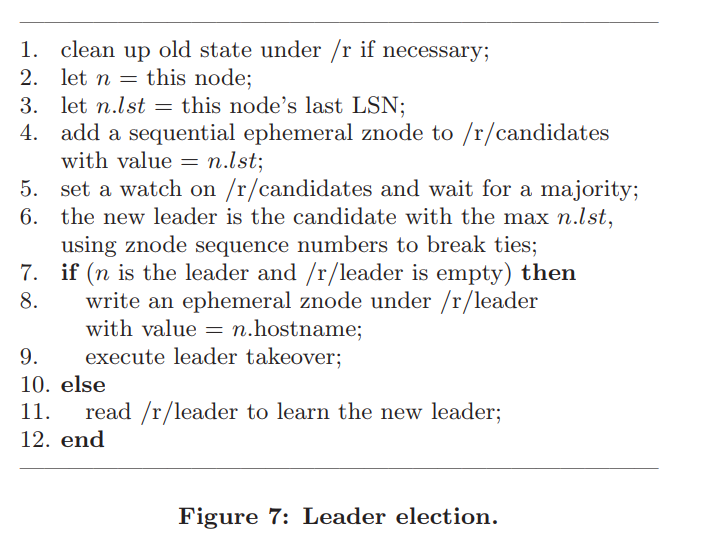 1. clean up old state under /r if necessary;
2. let n = this node;
3. let n.lst = this node's last LSN;
4. add a sequential ephemeral znode to /r/candidates
with value = n.lst;
5. set a watch on /r/candidates and wait for a majority;
6. the new leader is the candidate with the max n.lst,
using znode sequence numbers to break ties;
7. if (n is the leader and /r/leader is empty) then
8. write an ephemeral znode under /r/leader
with value = n.hostname;
9. execute leader takeover;
10. else
11. read /r/leader to learn the new leader;
12. end
Figure 7: Leader election.